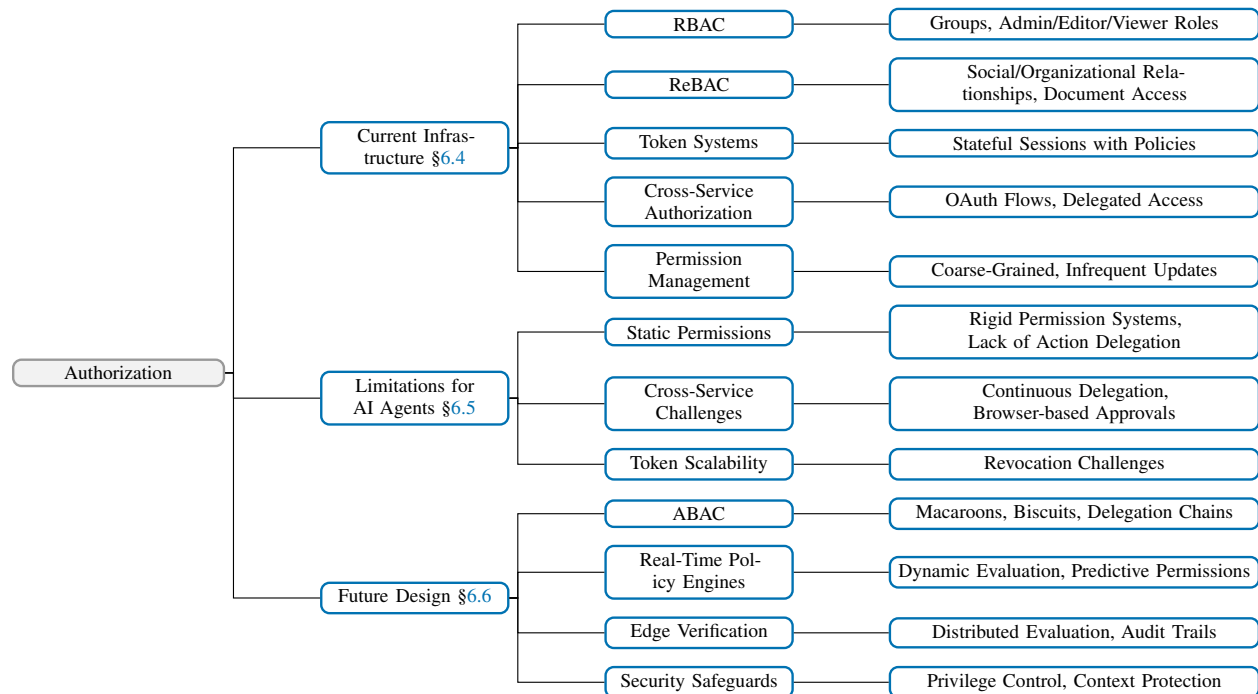 Authorization
Current Infras-
tructure §6.4
RBAC
Groups, Admin/Editor/Viewer Roles
ReBAC
Social/Organizational Rela-
tionships, Document Access
Token Systems
Stateful Sessions with Policies
Cross-Service
Authorization
OAuth Flows, Delegated Access
Permission
Management
Coarse-Grained, Infrequent Updates
Limitations for
AI Agents §6.5
Static Permissions
Rigid Permission Systems,
Lack of Action Delegation
Cross-Service
Challenges
Continuous Delegation,
Browser-based Approvals
Token Scalability
Revocation Challenges
Future Design §6.6
ABAC
Macaroons, Biscuits, Delegation Chains
Real-Time Pol-
icy Engines
Dynamic Evaluation, Predictive Permissions
Edge Verification
Distributed Evaluation, Audit Trails
Security Safeguards
Privilege Control, Context Protection